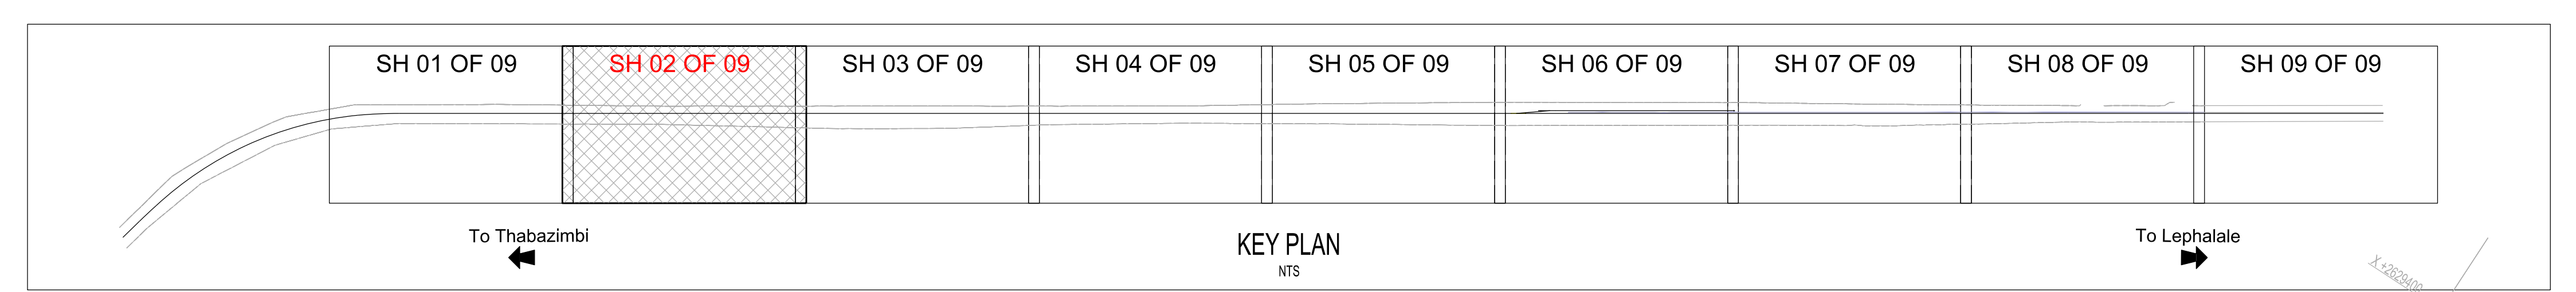 SH 01 OF 09
SH 02 OF 09
SH 03 OF 09
SH 04 OF 09
SH 05 OF 09
SH 06 OF 09
SH 07 OF 09
SH 08 OF 09
SH 09 OF 09
To Thabazimbi
KEY PLAN
NTS
To Lephalale
X +2629400